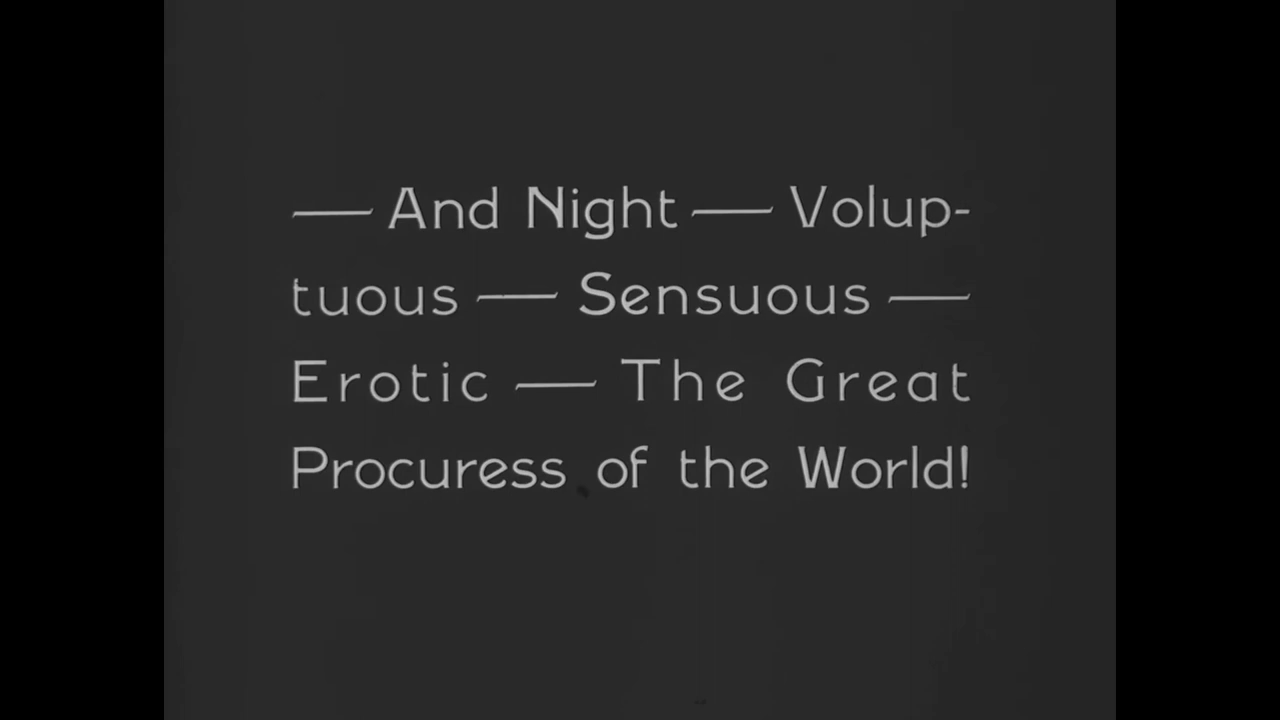 — And Night — Volup-
tuous — Sensuous —
Erotic — The Great
Procuress of the World!